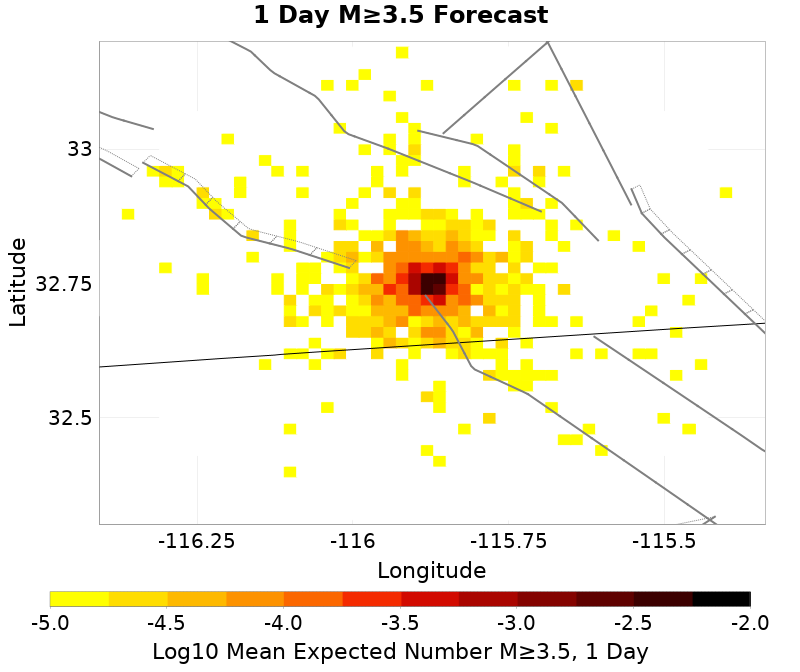 1 Day M≥3.5 Forecast
33
32.75
32.5
Latitude
-116.25 -116 -115.75 -115.5
Longitude
-5.0 -4.5 -4.0 -3.5 -3.0 -2.5 -2.0
Log10 Mean Expected Number M≥3.5, 1 Day